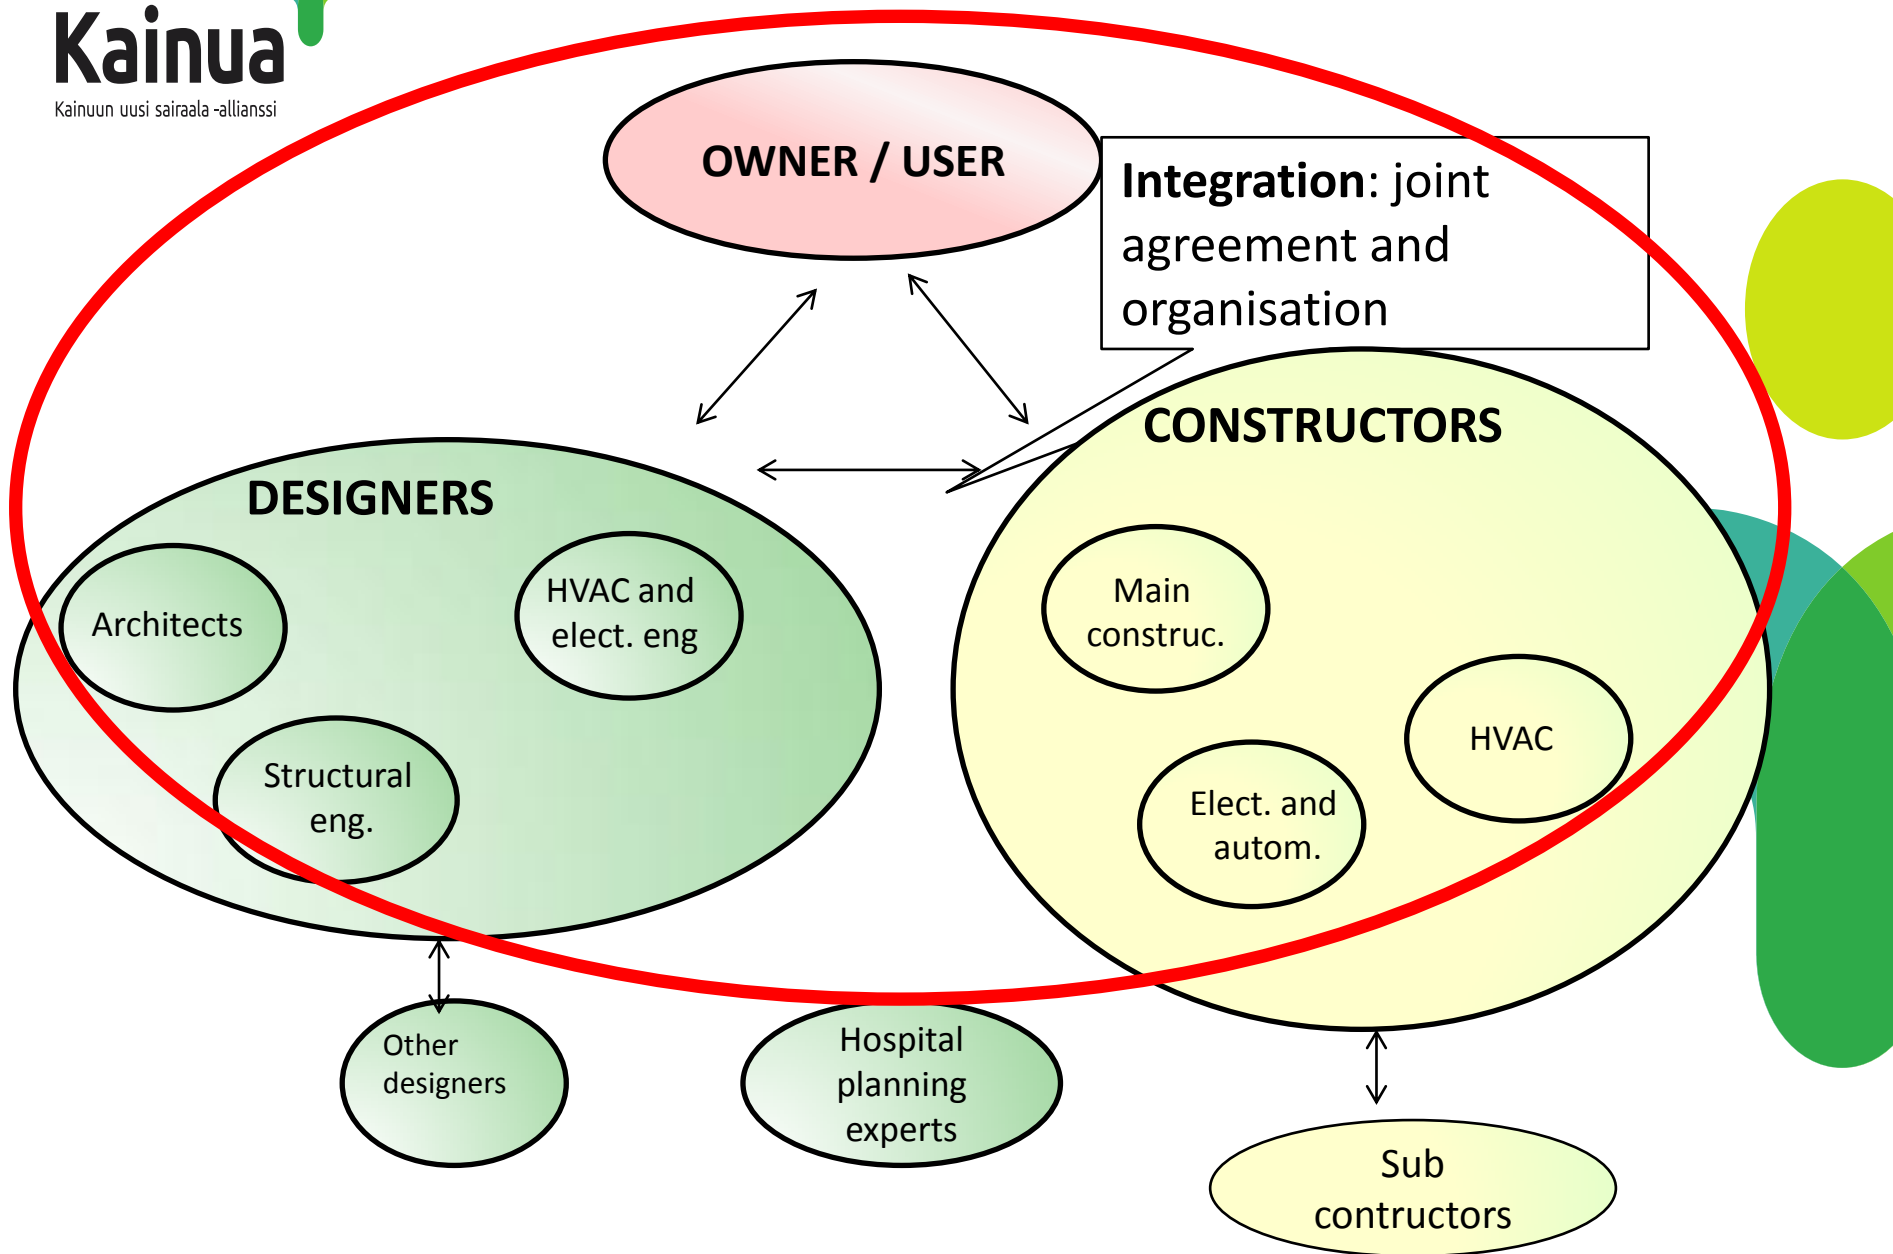 Kainua
Kainuun uusi sairaala -allianssi
OWNER / USER
Integration: joint
agreement and
organisation
CONSTRUCTORS
DESIGNERS
Architects
HVAC and
elect. eng
Structural
eng.
Main
construc.
HVAC
Elect. and
autom.
Other
designers
Hospital
planning
experts
Sub
contructors